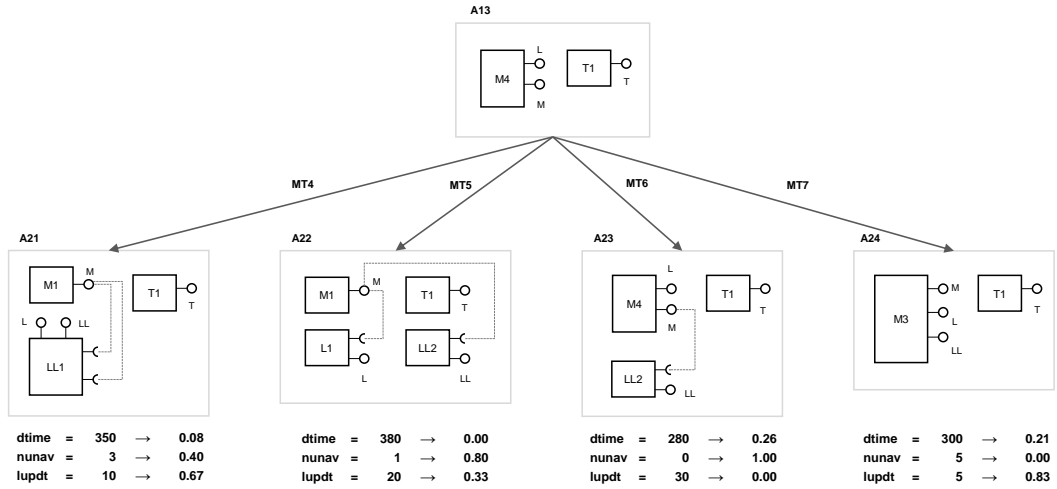 A13
L
M4
T1
M
T
MT4
MT5
MT6
MT7
A21
M
M1
T1
T
L
LL
LL1
A22
M1
M
T1
T
L1
LL2
L
LL
A23
L
M4
T1
M
T
LL2
LL
A24
M
M3
T1
L
T
LL
dtime = 350 → 0.08
nunav = 3 → 0.40
lupdt = 10 → 0.67
dtime = 380 → 0.00
nunav = 1 → 0.80
lupdt = 20 → 0.33
dtime = 280 → 0.26
nunav = 0 → 1.00
lupdt = 30 → 0.00
dtime = 300 → 0.21
nunav = 5 → 0.00
lupdt = 5 → 0.83